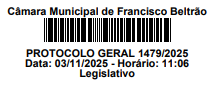 Câmara Municipal de Francisco Beltrão
PROTOCOLO GERAL 1479/2025
Data: 03/11/2025 - Horário: 11:06
Legislativo